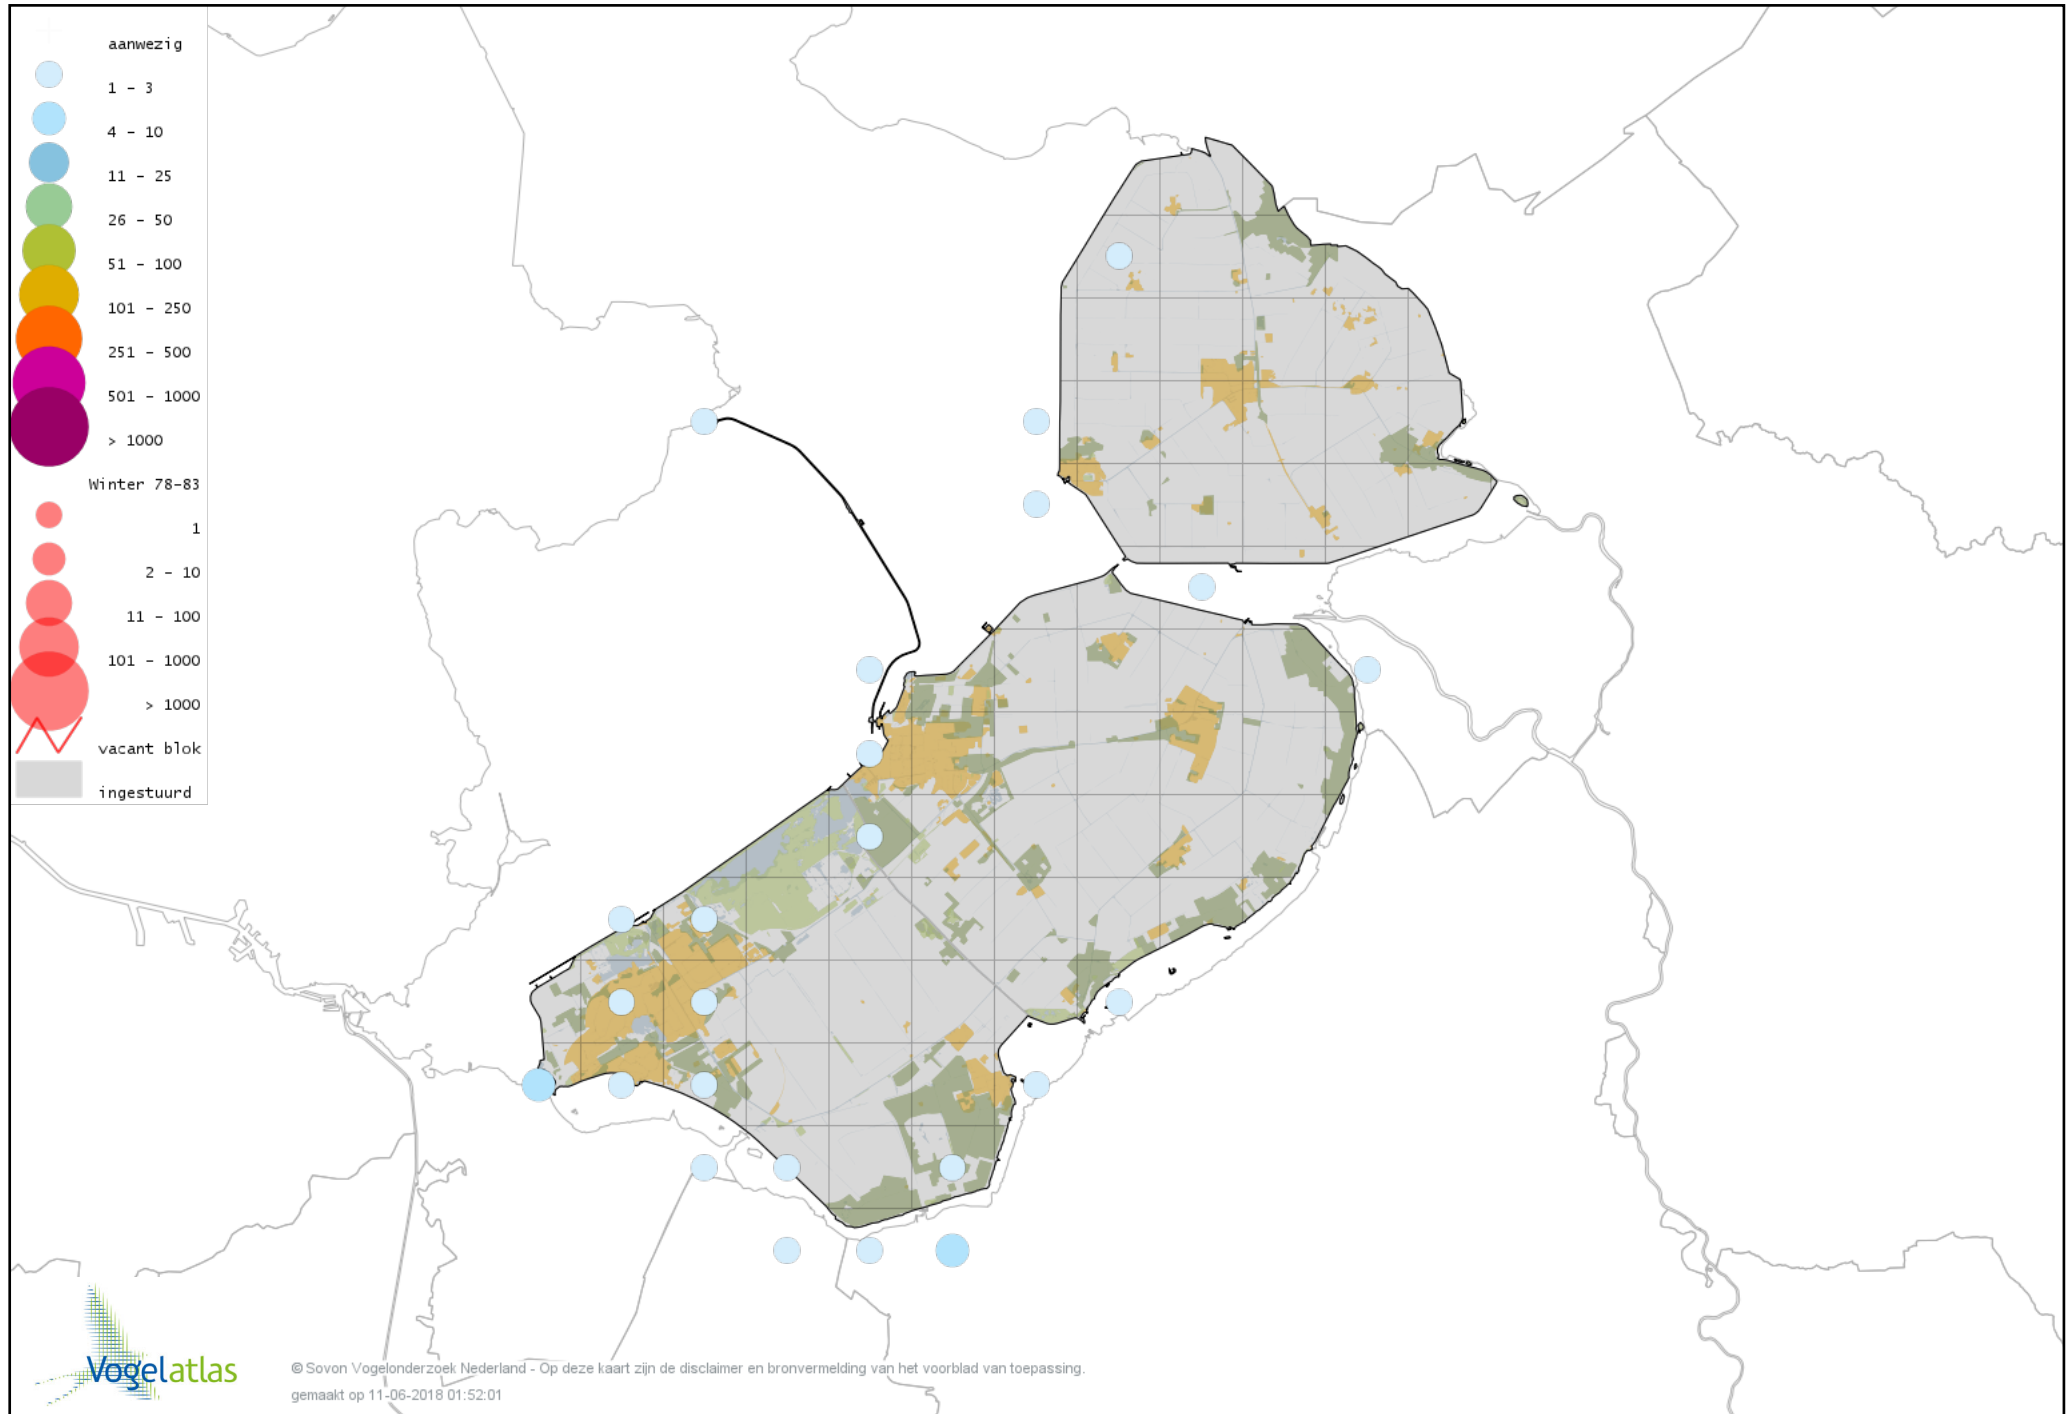 aanwezig
1 - 3
4 - 10
11 - 25
26 - 50
51 - 100
101 - 250
251 - 500
501 - 1000
> 1000
Winter 78-83
1
2 - 10
11 - 100
101 - 1000
> 1000
vacant blok
ingestuurd
Vogelatlas
© Sovon Vogelonderzoek Nederland - Op deze kaart zijn de disclaimer en bronvermelding van het voorblad van toepassing.
gemaakt op 11-06-2018 01:52:01